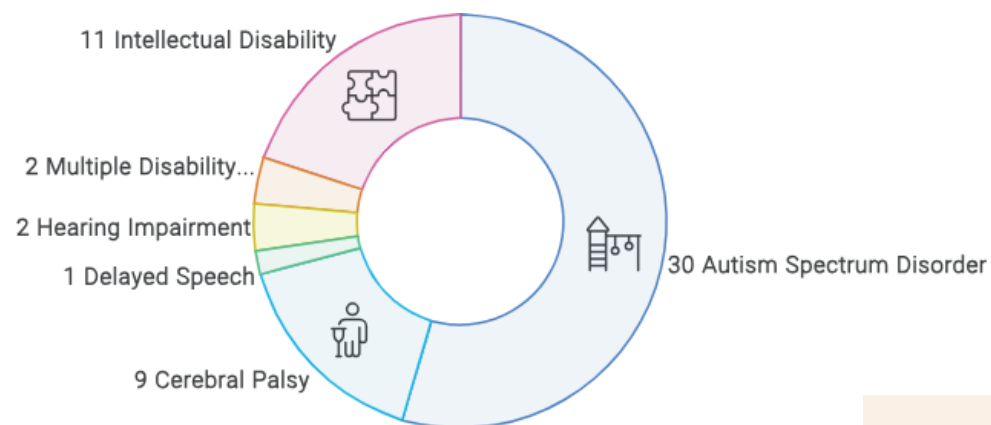 11 Intellectual Disability
2 Multiple Disability...
2 Hearing Impairment
1 Delayed Speech
30 Autism Spectrum Disorder
9 Cerebral Palsy